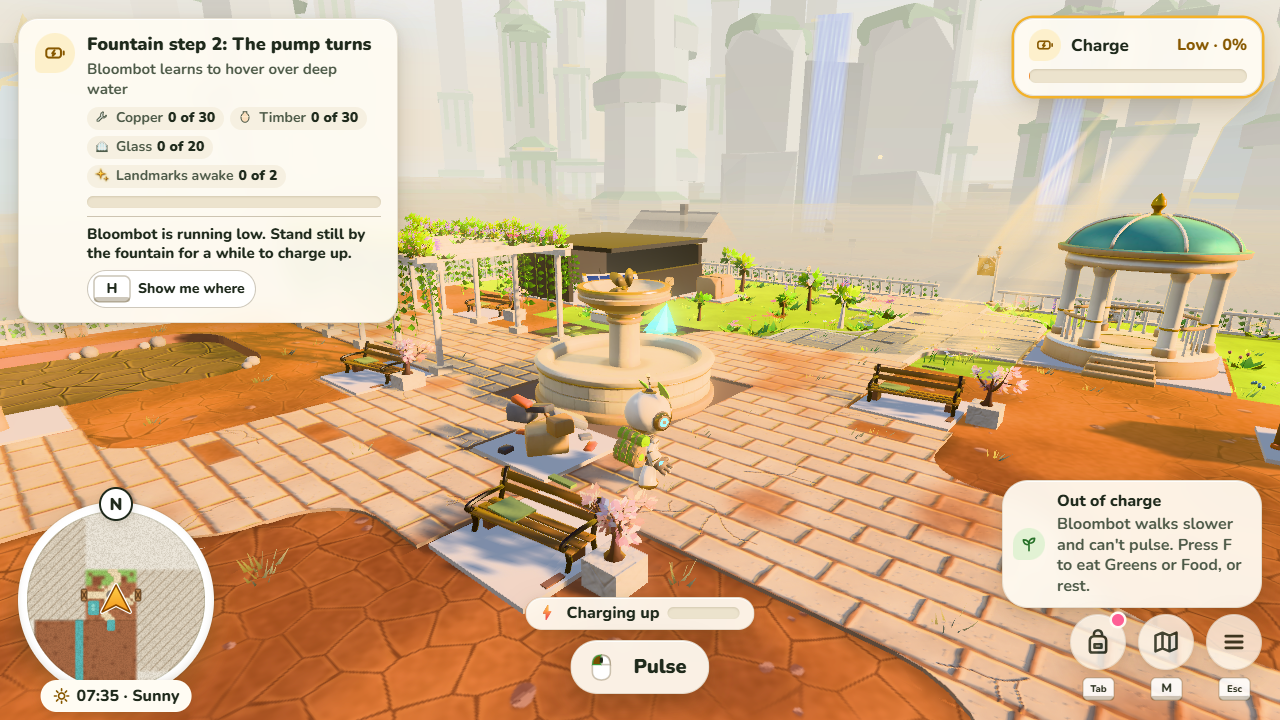 Fountain step 2: The pump turns
Bloombot learns to hover over deep
water
Copper 0 of 30
Timber 0 of 30
Glass 0 of 20
Landmarks awake 0 of 2
Bloombot is running low. Stand still by
the fountain for a while to charge up.
H Show me where
Charge Low · 0%
N
07:35 · Sunny
Charging up
Pulse
Out of charge
Bloombot walks slower
and can't pulse. Press F
to eat Greens or Food, or
rest.
Tab M Esc